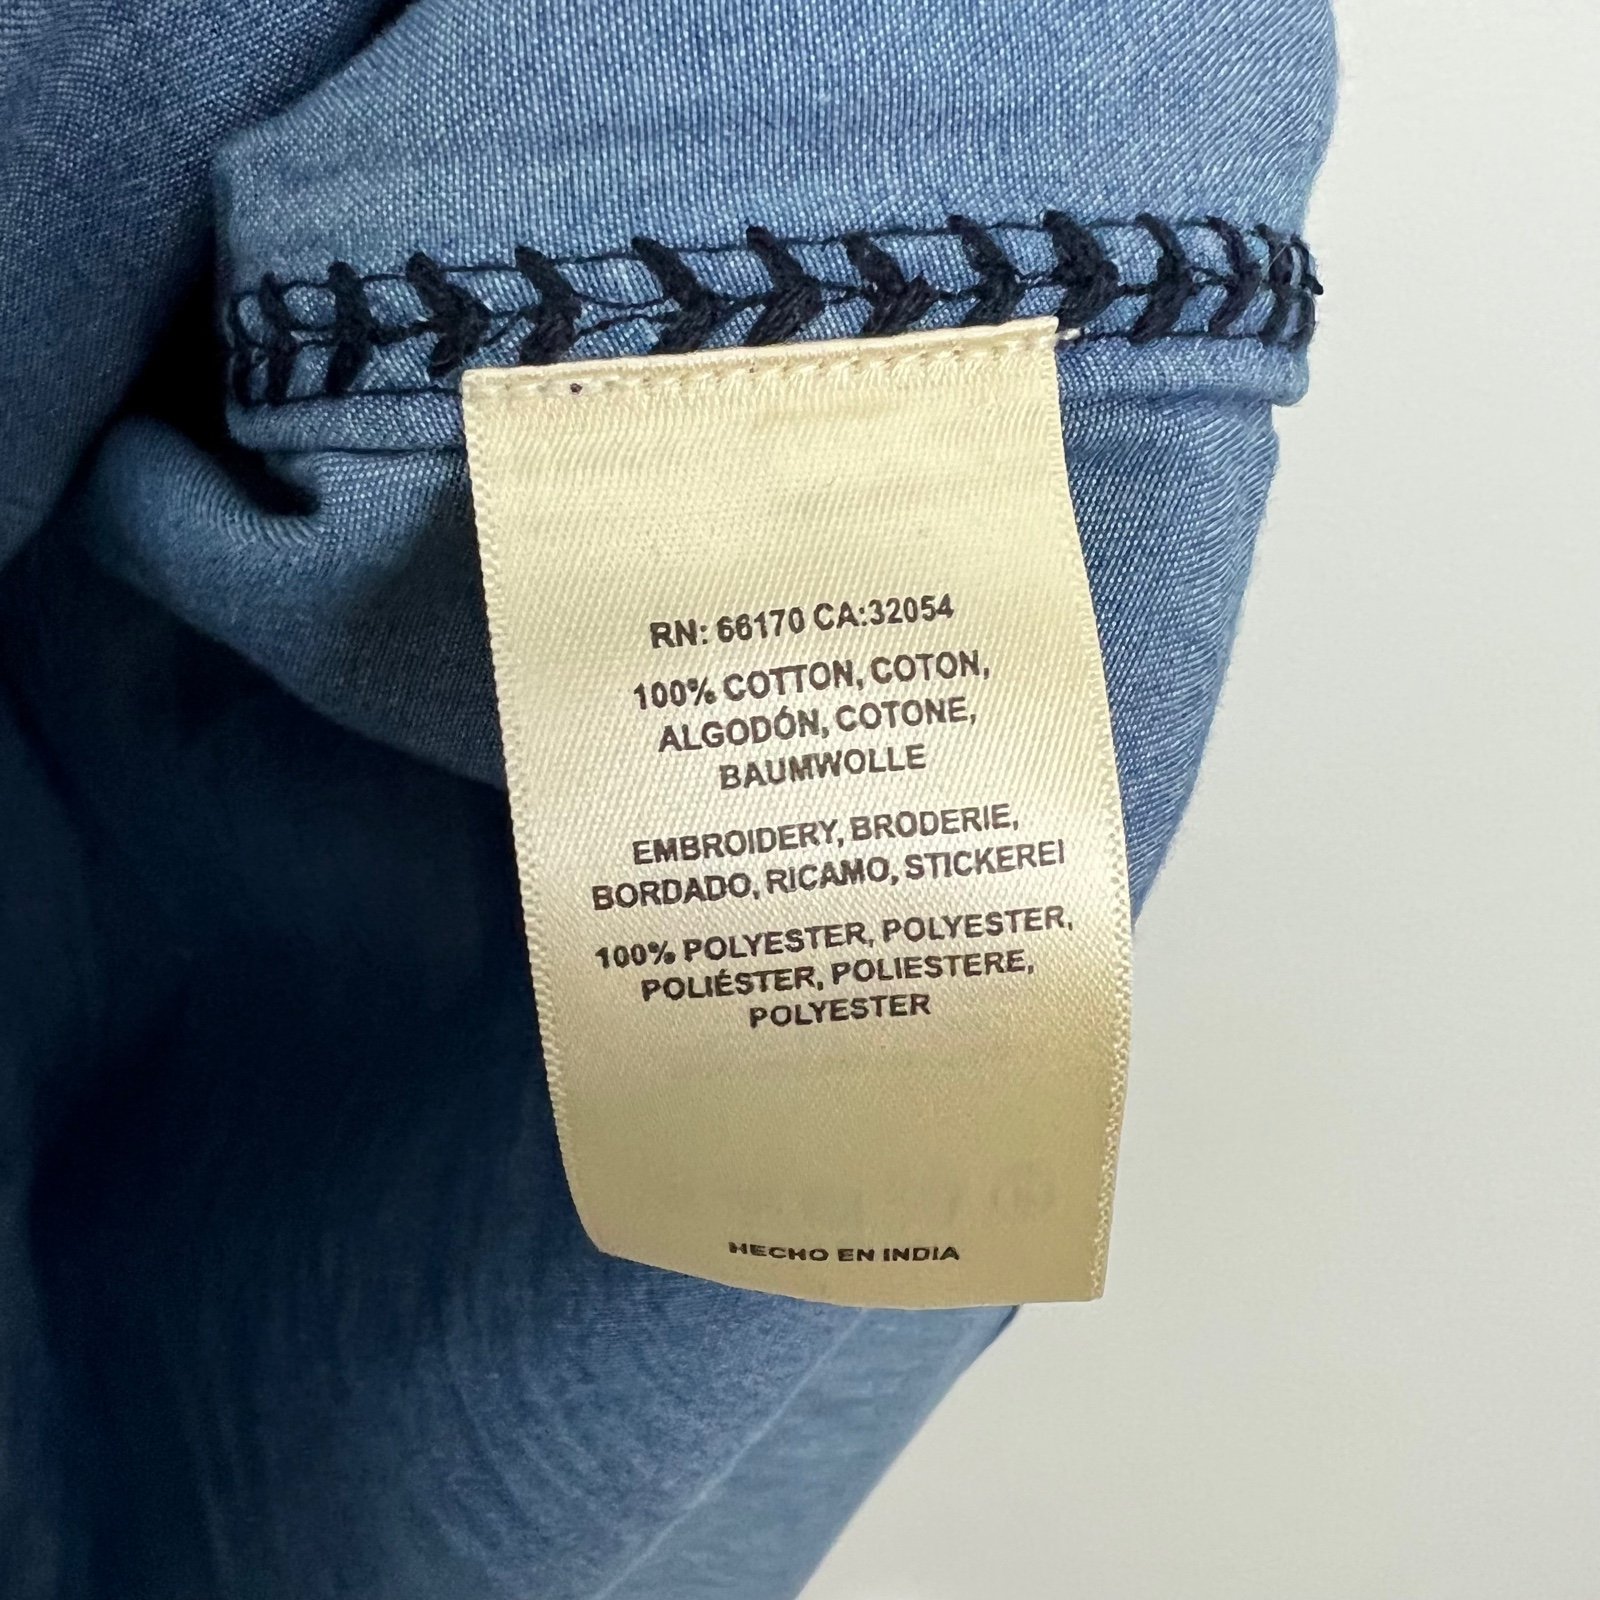 RN: 66170 CA:32054
100% COTTON, COTON,
ALGODÓN, COTONE,
BAUMWOLLE
EMBROIDERY, BRODERIE,
BORDADO, RICAMO, STICKEREI
100% POLYESTER, POLYESTER,
POLIÉSTER, POLIESTERE,
POLYESTER
HECHO EN INDIA